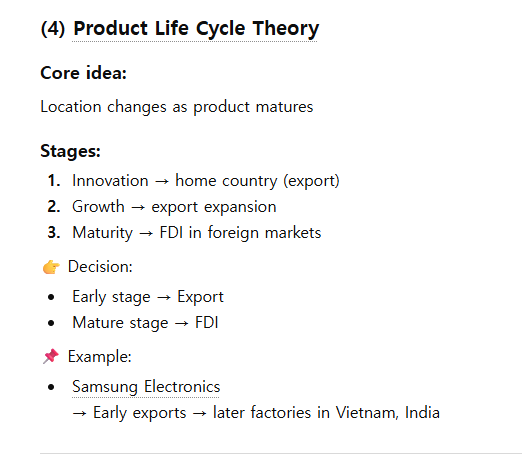 (4) Product Life Cycle Theory
Core idea:
Location changes as product matures
Stages:
1. Innovation → home country (export)
2. Growth → export expansion
3. Maturity → FDI in foreign markets
👉 Decision:
• Early stage → Export
• Mature stage → FDI
📌 Example:
• Samsung Electronics
→ Early exports → later factories in Vietnam, India